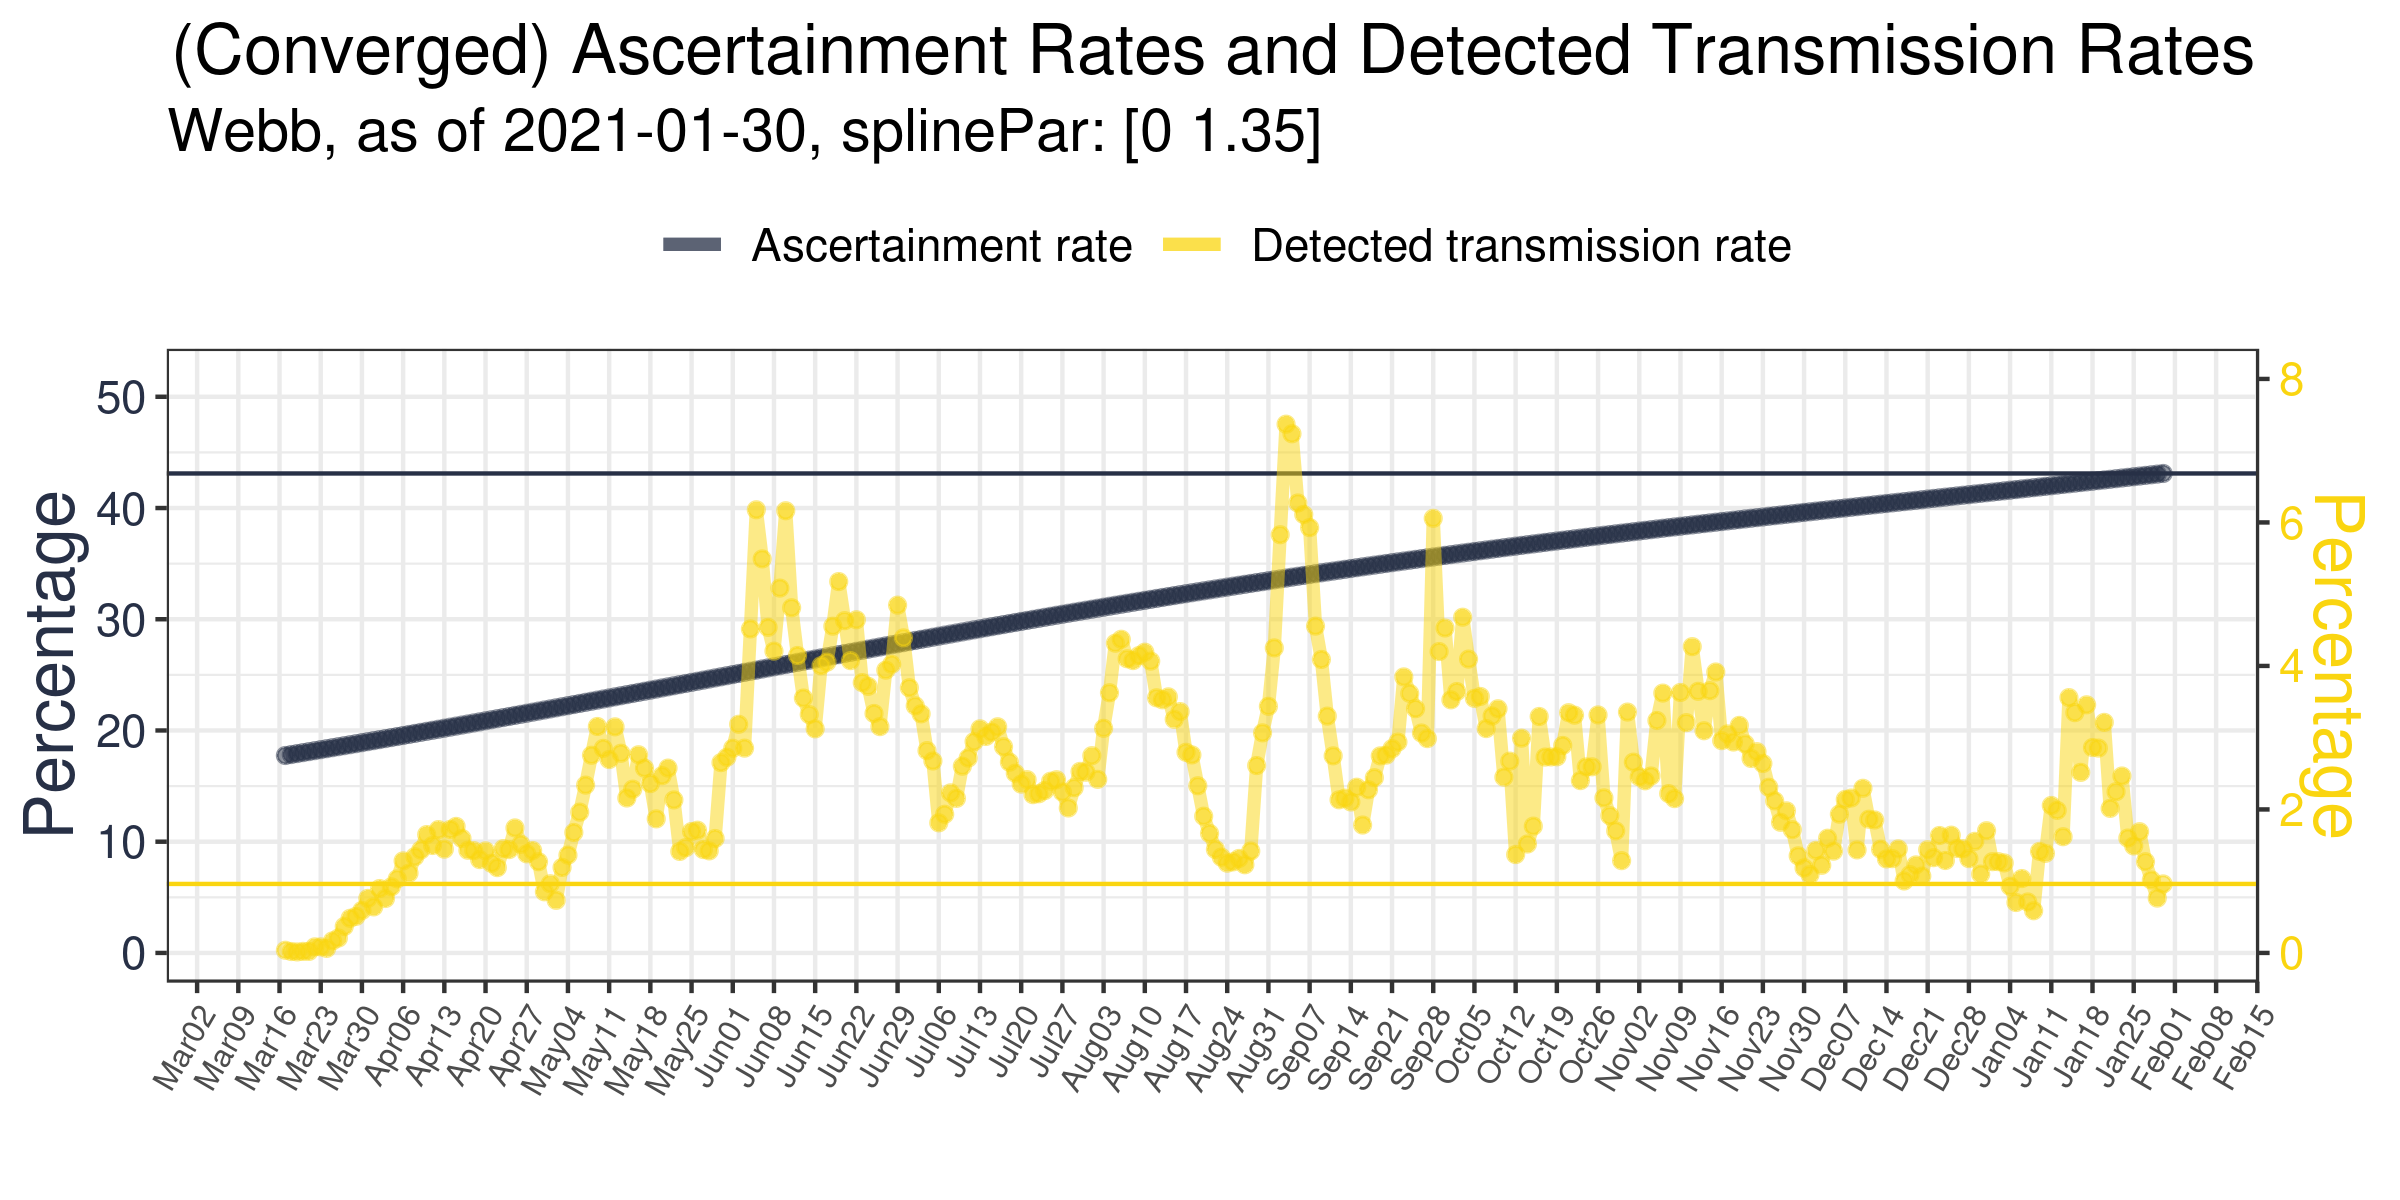 (Converged) Ascertainment Rates and Detected Transmission Rates
Webb, as of 2021-01-30, splinePar: [0 1.35]
Ascertainment rate
Detected transmission rate
Percentage
50
40
30
20
10
0
8
6
4
2
0
Percentage
Mar02
Mar09
Mar16
Mar23
Mar30
Apr06
Apr13
Apr20
Apr27
May04
May11
May18
May25
Jun01
Jun08
Jun15
Jun22
Jun29
Jul06
Jul13
Jul20
Jul27
Aug03
Aug10
Aug17
Aug24
Aug31
Sep07
Sep14
Sep21
Sep28
Oct05
Oct12
Oct19
Oct26
Nov02
Nov09
Nov16
Nov23
Nov30
Dec07
Dec14
Dec21
Dec28
Jan04
Jan11
Jan18
Jan25
Feb01
Feb08
Feb15